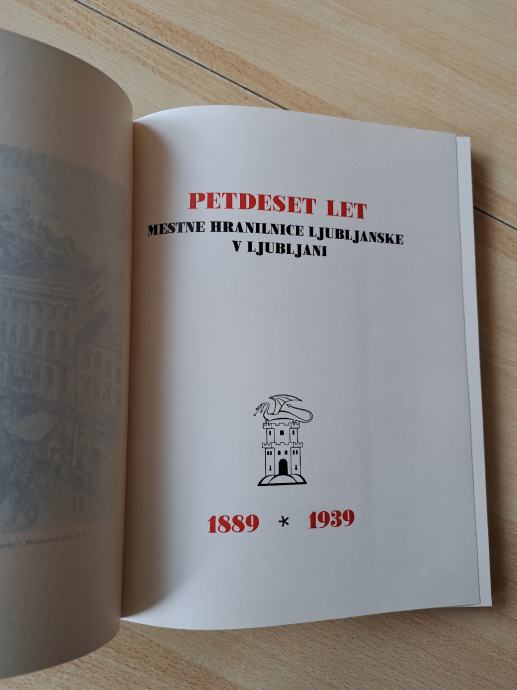 PETDESET LET
MESTNE HRANILNICE LJUBLJANSKE
V LJUBLJANI
1889 * 1939